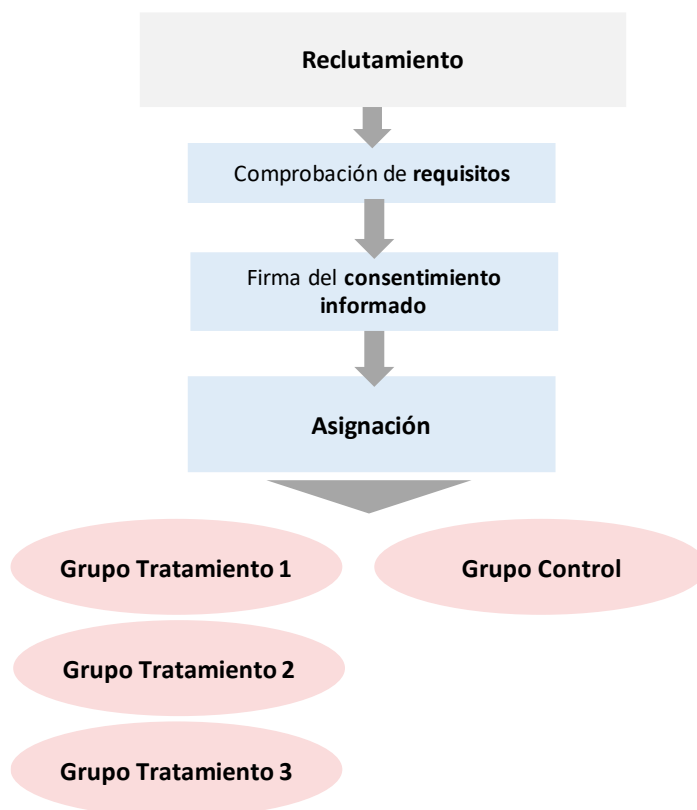 Reclutamiento
Comprobación de requisitos
Firma del consentimiento
informado
Asignación
Grupo Tratamiento 1
Grupo Control
Grupo Tratamiento 2
Grupo Tratamiento 3